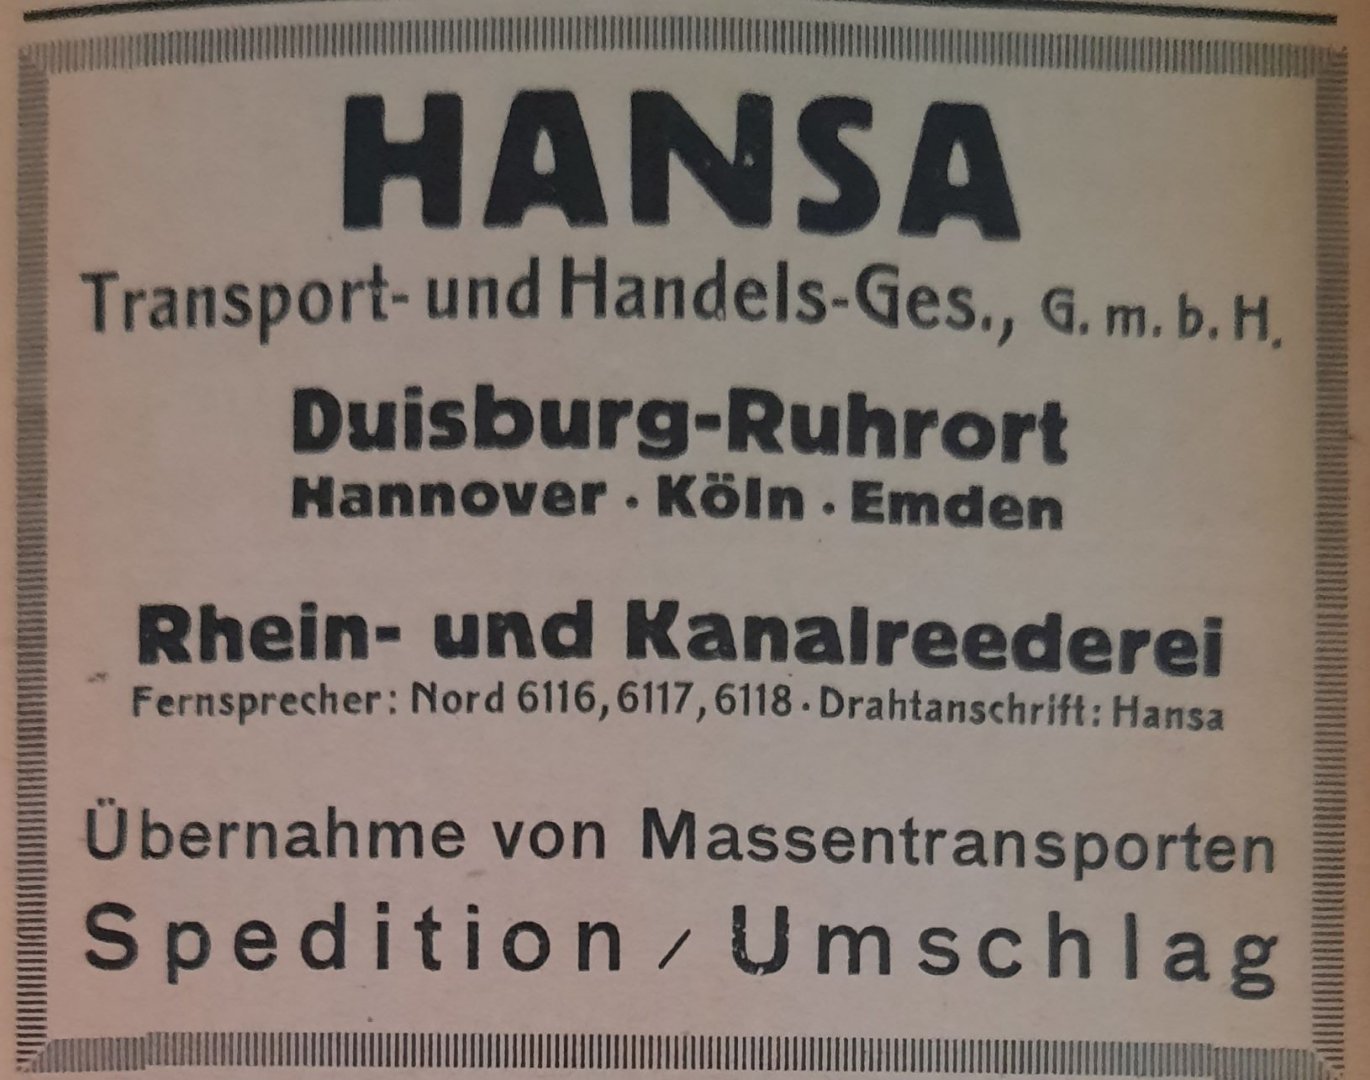 HANSA
Transport- und Handels-Ges., G. m. b. H.
Duisburg-Ruhrort
Hannover · Köln · Emden
Rhein- und Kanalreederei
Fernsprecher: Nord 6116, 6117, 6118 · Drahtanschrift: Hansa
Übernahme von Massentransporten
Spedition / Umschlag